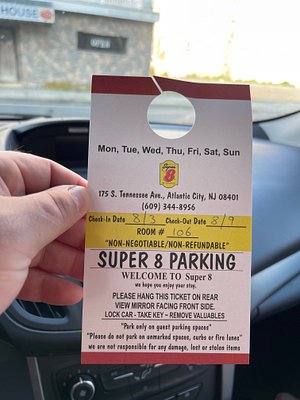 HOUSE
Mon, Tue, Wed, Thu, Fri, Sat, Sun
Super
8
175 S. Tennessee Ave., Atlantic City, NJ 08401
(609) 344-8956
Check-In Date 8/3 Check-Out Date 8/9
ROOM # 106
"NON-NEGOTIABLE/NON-REFUNDABLE"
SUPER 8 PARKING
WELCOME TO Super 8
we hope you enjoy your stay.
PLEASE HANG THIS TICKET ON REAR
VIEW MIRROR FACING FRONT SIDE.
LOCK CAR - TAKE KEY - REMOVE VALUABLES
"Park only on guest parking spaces"
"Please do not park on unmarked spaces, curbs or fire lanes"
we are not responsible for any damage, lost or stolen items